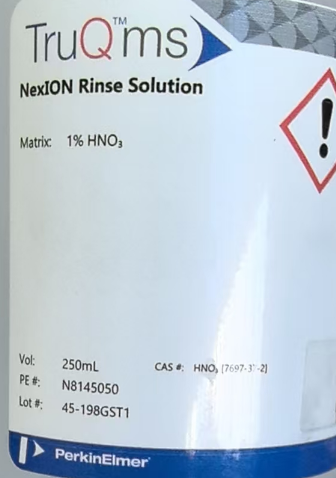 TruQ™ms
NexION Rinse Solution
Matrix: 1% HNO₃
Vol: 250mL CAS #: HNO₃
PE #: N8145050
Lot #: 45-198GST1
PerkinElmer